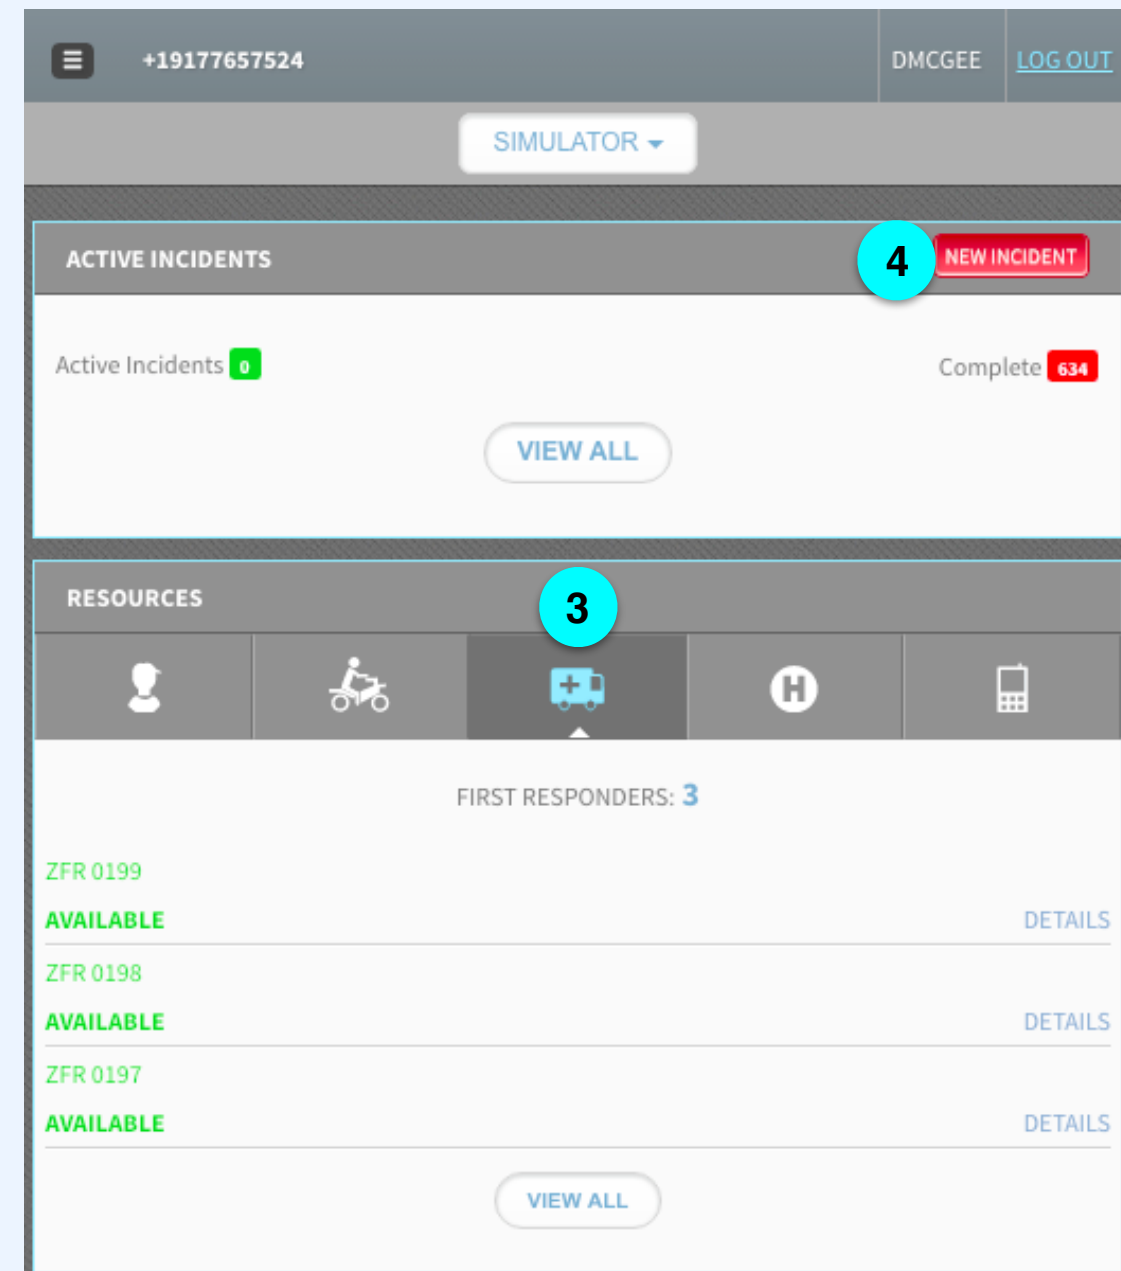 +19177657524 DMCGEE LOG OUT
SIMULATOR
ACTIVE INCIDENTS 4 NEW INCIDENT
Active Incidents 0 Complete 634
VIEW ALL
RESOURCES 3
H
FIRST RESPONDERS: 3
ZFR 0199
AVAILABLE DETAILS
ZFR 0198
AVAILABLE DETAILS
ZFR 0197
AVAILABLE DETAILS
VIEW ALL